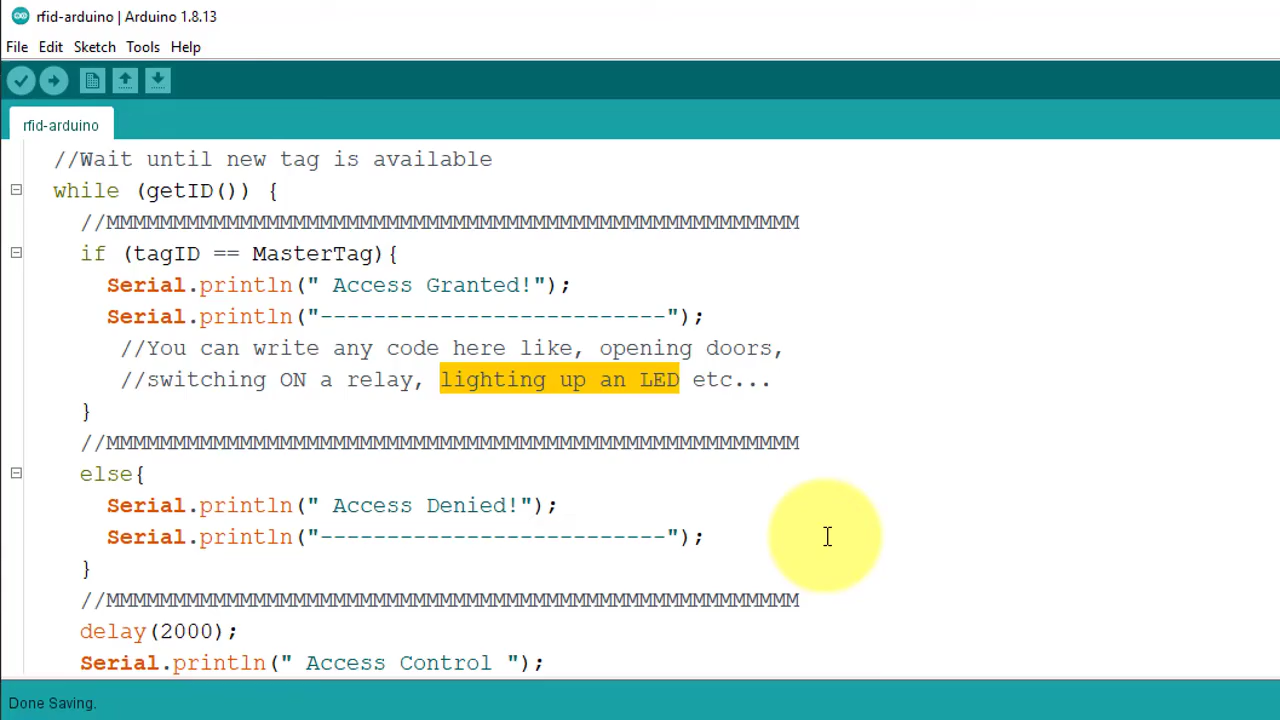 rfid-arduino | Arduino 1.8.13
File Edit Sketch Tools Help
rfid-arduino
//Wait until new tag is available
while (getID()) {
//MMMMMMMMMMMMMMMMMMMMMMMMMMMMMMMMMMMMMMMMMMMMMMMMMMMM
if (tagID == MasterTag){
Serial.println(" Access Granted!");
Serial.println("--------------------------");
//You can write any code here like, opening doors,
//switching ON a relay, lighting up an LED etc...
}
//MMMMMMMMMMMMMMMMMMMMMMMMMMMMMMMMMMMMMMMMMMMMMMMMMMMM
else{
Serial.println(" Access Denied!");
Serial.println("--------------------------");
}
//MMMMMMMMMMMMMMMMMMMMMMMMMMMMMMMMMMMMMMMMMMMMMMMMMMMM
delay(2000);
Serial.println(" Access Control ");
Done Saving.